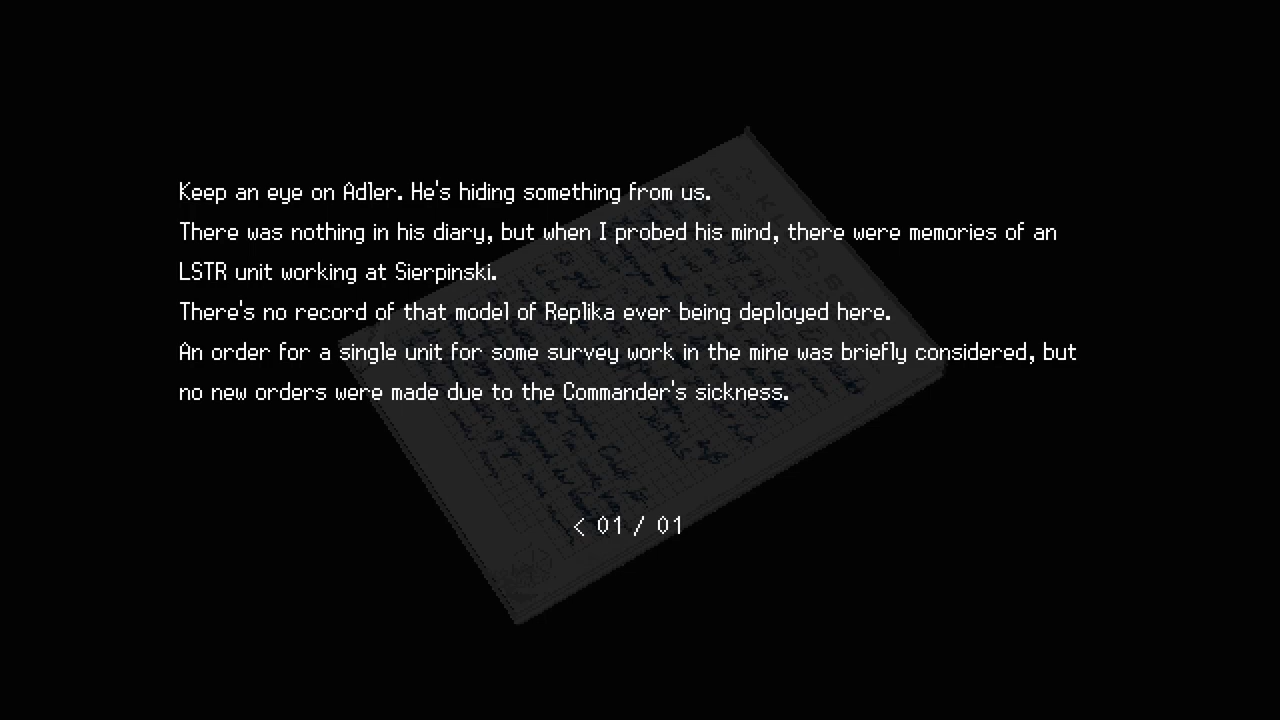 Keep an eye on Adler. He's hiding something from us.
There was nothing in his diary, but when I probed his mind, there were memories of an
LSTR unit working at Sierpinski.
There's no record of that model of Replika ever being deployed here.
An order for a single unit for some survey work in the mine was briefly considered, but
no new orders were made due to the Commander's sickness.
< 01 / 01